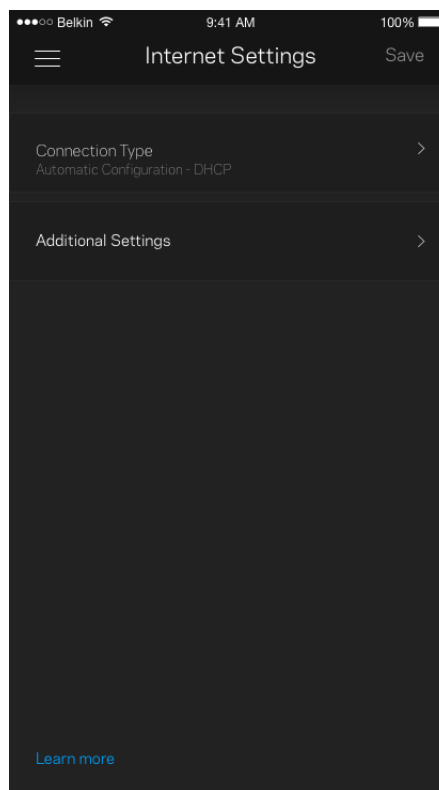 Belkin 9:41 AM 100%
Internet Settings Save
Connection Type
Automatic Configuration - DHCP
Additional Settings
Learn more